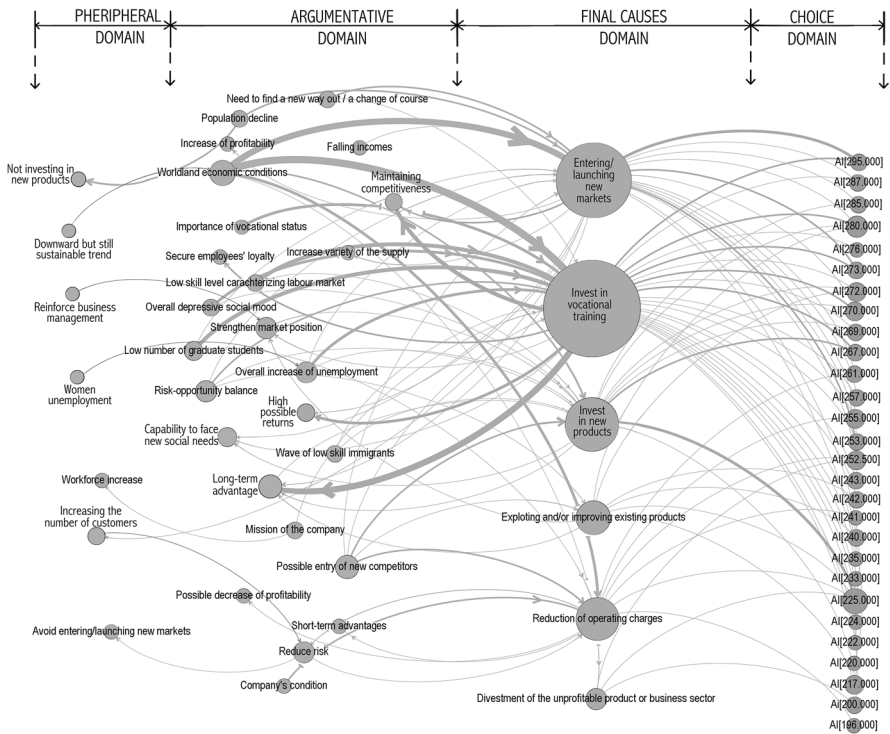 PHERIPHERAL
DOMAIN
ARGUMENTATIVE
DOMAIN
FINAL CAUSES
DOMAIN
CHOICE
DOMAIN
Not investing in
new products
Downward but still
sustainable trend
Reinforce business
management
Women
unemployment
Workforce increase
Increasing the
number of customers
Avoid entering/launching new markets
Need to find a new way out / a change of course
Population decline
Increase of profitability
Falling incomes
Worldland economic conditions
Maintaining
competitiveness
Importance of vocational status
Secure employees' loyalty
Increase variety of the supply
Low skill level carachterizing labour market
Overall depressive social mood
Strengthen market position
Low number of graduate students
Overall increase of unemployment
Risk-opportunity balance
High
possible
returns
Capability to face
new social needs
Wave of low skill immigrants
Long-term
advantage
Mission of the company
Possible entry of new competitors
Possible decrease of profitability
Short-term advantages
Reduce risk
Company's condition
Entering/
launching
new
markets
Invest in
vocational
training
Invest
in new
products
Exploting and/or improving existing products
Reduction of operating charges
Divestment of the unprofitable product or business sector
AI[295.000]
AI[287.000]
AI[285.000]
AI[280.000]
AI[276.000]
AI[273.000]
AI[272.000]
AI[270.000]
AI[269.000]
AI[267.000]
AI[261.000]
AI[257.000]
AI[255.000]
AI[253.000]
AI[252.500]
AI[243.000]
AI[242.000]
AI[241.000]
AI[240.000]
AI[235.000]
AI[233.000]
AI[225.000]
AI[224.000]
AI[222.000]
AI[220.000]
AI[217.000]
Ai[200.000]
AI[196.000]